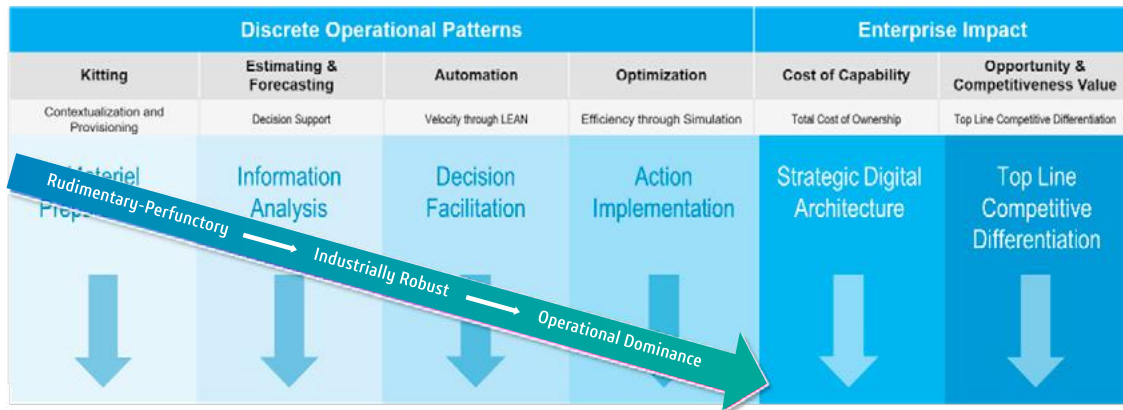 Discrete Operational Patterns
Enterprise Impact
Kitting
Estimating &
Forecasting
Automation
Optimization
Cost of Capability
Opportunity &
Competitiveness Value
Contextualization and
Provisioning
Decision Support
Velocity through LEAN
Efficiency through Simulation
Total Cost of Ownership
Top Line Competitive Differentiation
Materiel
Information
Analysis
Decision
Facilitation
Action
Implementation
Strategic Digital
Architecture
Top Line
Competitive
Differentiation
Rudimentary-Perfunctory
Industrially Robust
Operational Dominance